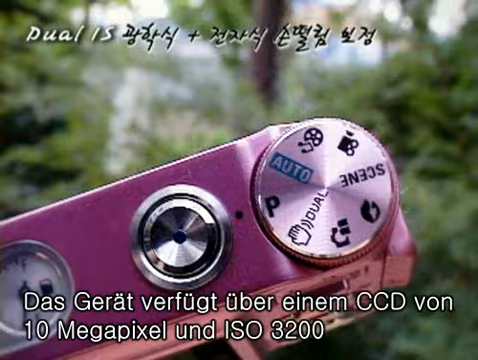 Dual IS 광학식 + 전자식 손떨림 보정
AUTO
SCENE
P
DUAL
Das Gerät verfügt über einem CCD von
10 Megapixel und ISO 3200